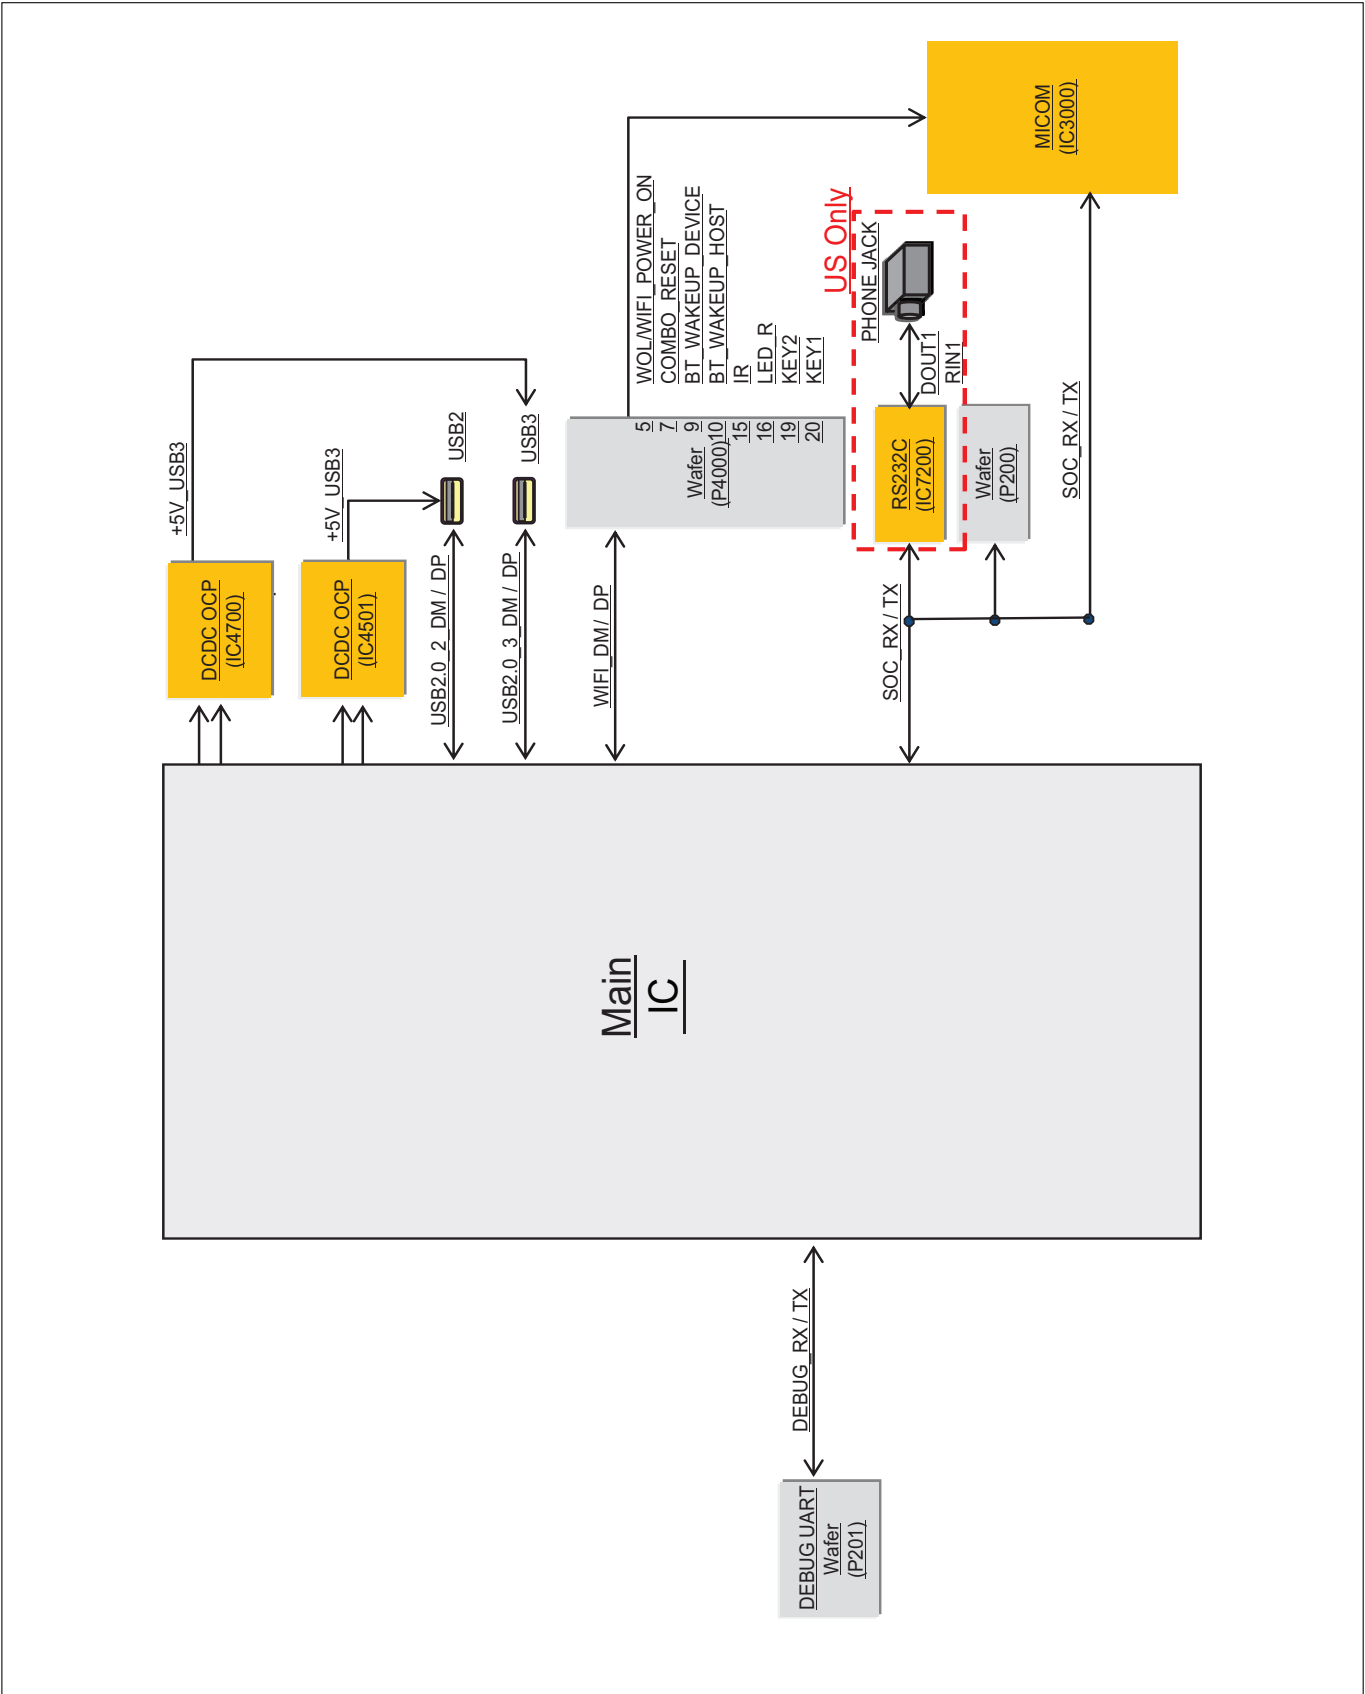 DCDC OCP
(IC4700)
+5V_USB3
DCDC OCP
(IC4501)
+5V_USB3
USB2.0_2_DM / DP
USB2
USB2.0_3_DM / DP
USB3
WIFI_DM / DP
Wafer
(P4000)
5
7
9
10
15
16
19
20
WOL/WIFI_POWER_ON
COMBO_RESET
BT_WAKEUP_DEVICE
BT_WAKEUP_HOST
IR
LED_R
KEY2
KEY1
US Only
PHONE JACK
DOUT1
RIN1
RS232C
(IC7200)
Wafer
(P200)
SOC_RX / TX
SOC_RX / TX
MICOM
(IC3000)
Main
IC
DEBUG_RX / TX
DEBUG UART
Wafer
(P201)